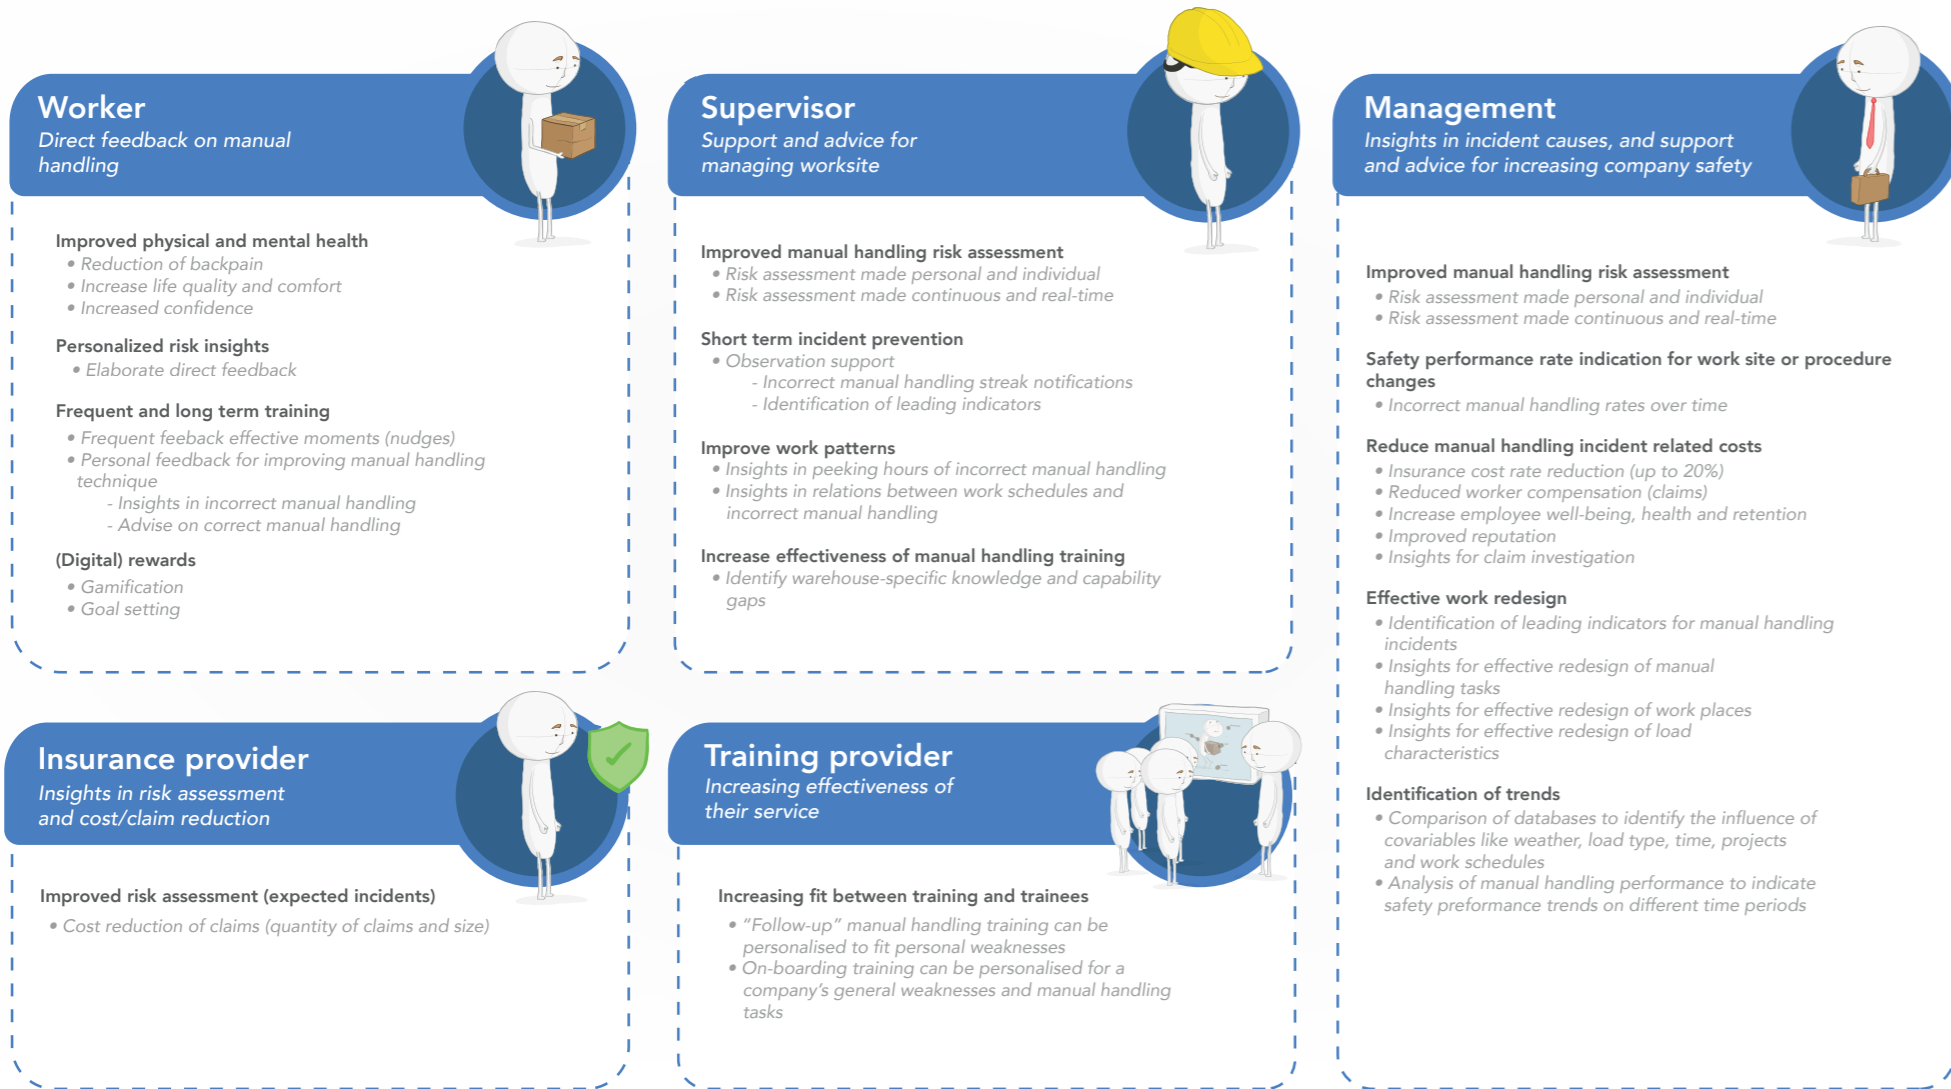 Worker
Direct feedback on manual
handling
Improved physical and mental health
• Reduction of backpain
• Increase life quality and comfort
• Increased confidence
Personalized risk insights
• Elaborate direct feedback
Frequent and long term training
• Frequent feeback effective moments (nudges)
• Personal feedback for improving manual handling
technique
- Insights in incorrect manual handling
- Advise on correct manual handling
(Digital) rewards
• Gamification
• Goal setting
Supervisor
Support and advice for
managing worksite
Improved manual handling risk assessment
• Risk assessment made personal and individual
• Risk assessment made continuous and real-time
Short term incident prevention
• Observation support
- Incorrect manual handling streak notifications
- Identification of leading indicators
Improve work patterns
• Insights in peeking hours of incorrect manual handling
• Insights in relations between work schedules and
incorrect manual handling
Increase effectiveness of manual handling training
• Identify warehouse-specific knowledge and capability
gaps
Management
Insights in incident causes, and support
and advice for increasing company safety
Improved manual handling risk assessment
• Risk assessment made personal and individual
• Risk assessment made continuous and real-time
Safety performance rate indication for work site or procedure
changes
• Incorrect manual handling rates over time
Reduce manual handling incident related costs
• Insurance cost rate reduction (up to 20%)
• Reduced worker compensation (claims)
• Increase employee well-being, health and retention
• Improved reputation
• Insights for claim investigation
Effective work redesign
• Identification of leading indicators for manual handling
incidents
• Insights for effective redesign of manual
handling tasks
• Insights for effective redesign of work places
• Insights for effective redesign of load
characteristics
Identification of trends
• Comparison of databases to identify the influence of
covariables like weather, load type, time, projects
and work schedules
• Analysis of manual handling performance to indicate
safety preformance trends on different time periods
Insurance provider
Insights in risk assessment
and cost/claim reduction
Improved risk assessment (expected incidents)
• Cost reduction of claims (quantity of claims and size)
Training provider
Increasing effectiveness of
their service
Increasing fit between training and trainees
• “Follow-up” manual handling training can be
personalised to fit personal weaknesses
• On-boarding training can be personalised for a
company’s general weaknesses and manual handling
tasks